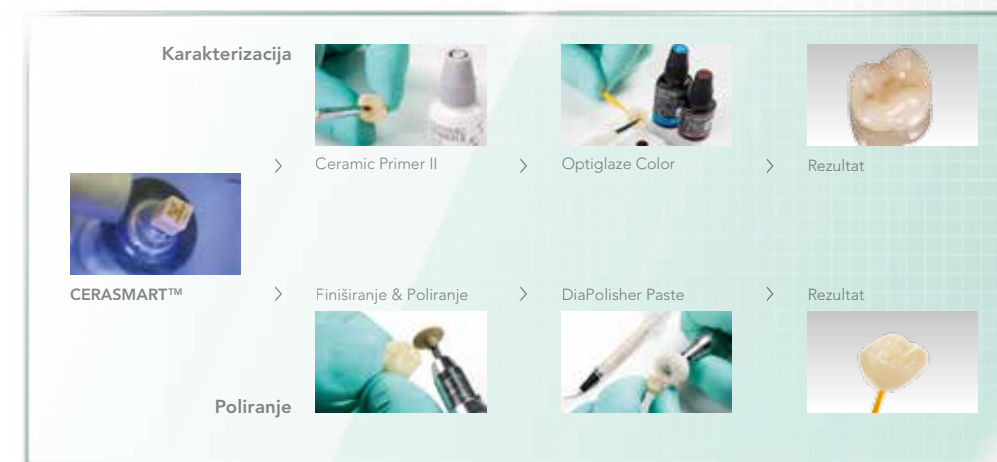 Karakterizacija
Ceramic Primer II
Optiglaze Color
Rezultat
CERASMART™
Finiširanje & Poliranje
DiaPolisher Paste
Rezultat
Poliranje